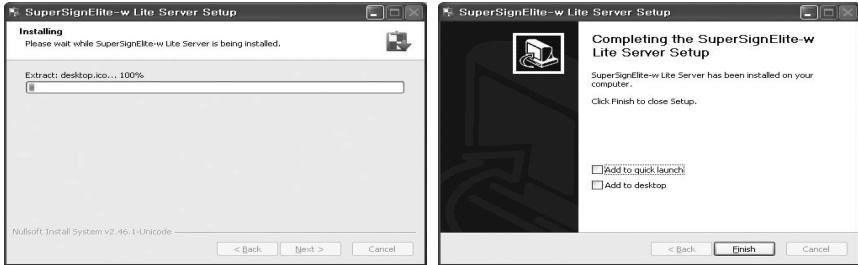 SuperSignElite-w Lite Server Setup
Installing
Please wait while SuperSignElite-w Lite Server is being installed.
Extract: desktop.ico... 100%
Nullsoft Install System v2.46.1-Unicode
< Back Next > Cancel
SuperSignElite-w Lite Server Setup
Completing the SuperSignElite-w
Lite Server Setup
SuperSignElite-w Lite Server has been installed on your
computer.
Click Finish to close Setup.
Add to quick launch
Add to desktop
< Back Finish Cancel